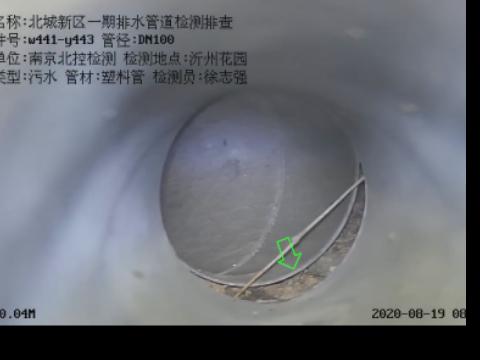 名称:北城新区一期排水管道检测排查
件号:w441-y443 管径:DN100
单位:南京北控检测 检测地点:沂州花园
类型:污水 管材:塑料管 检测员:徐志强
0.04M
2020-08-19 08